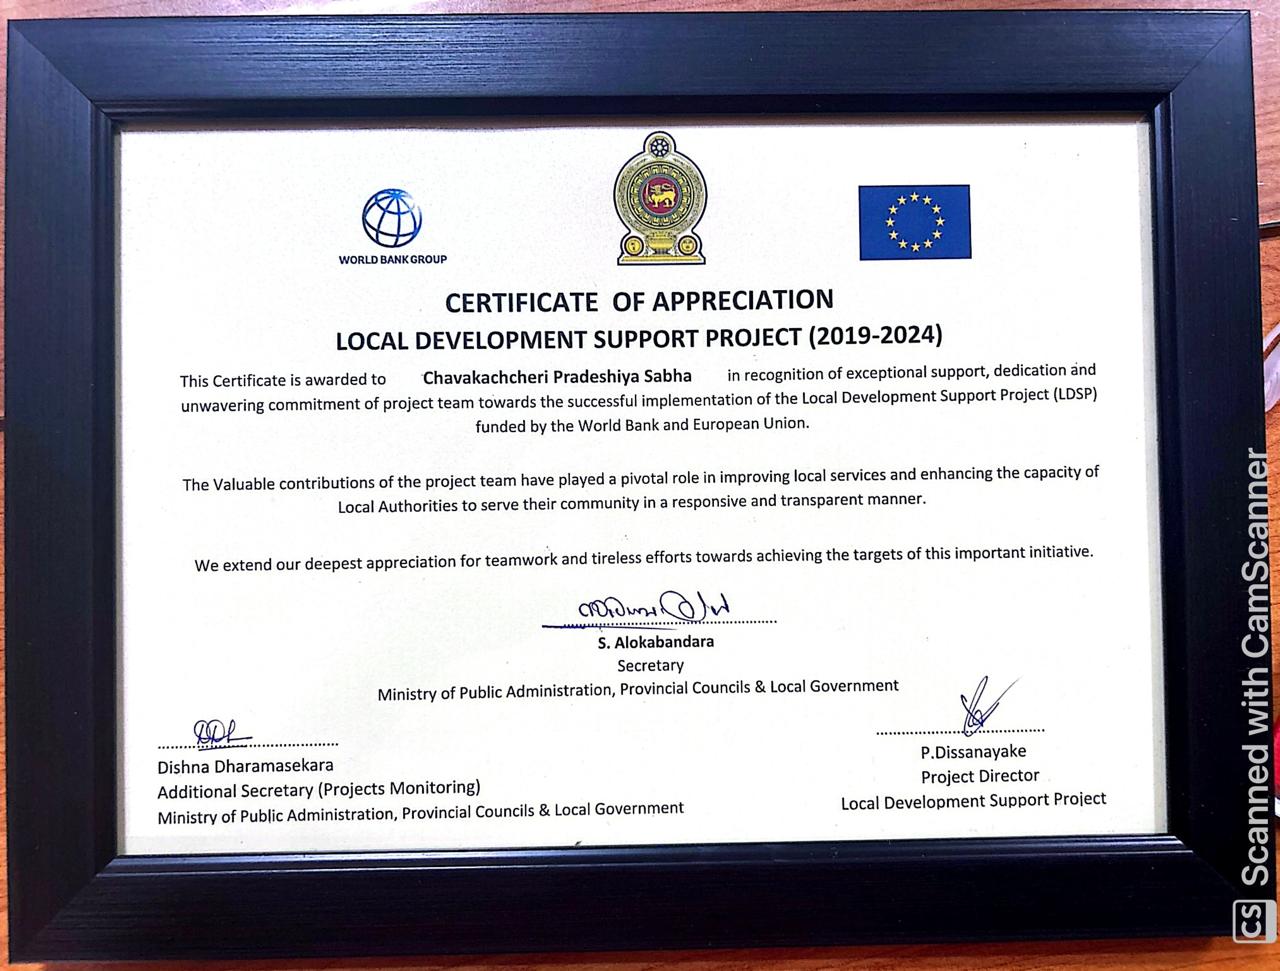 WORLD BANK GROUP
CERTIFICATE OF APPRECIATION
LOCAL DEVELOPMENT SUPPORT PROJECT (2019-2024)
This Certificate is awarded to Chavakachcheri Pradeshiya Sabha in recognition of exceptional support, dedication and
unwavering commitment of project team towards the successful implementation of the Local Development Support Project (LDSP)
funded by the World Bank and European Union.
The Valuable contributions of the project team have played a pivotal role in improving local services and enhancing the capacity of
Local Authorities to serve their community in a responsive and transparent manner.
We extend our deepest appreciation for teamwork and tireless efforts towards achieving the targets of this important initiative.
S. Alokabandara
Secretary
Ministry of Public Administration, Provincial Councils & Local Government
Dishna Dharamasekara
Additional Secretary (Projects Monitoring)
Ministry of Public Administration, Provincial Councils & Local Government
P.Dissanayake
Project Director
Local Development Support Project
CS Scanned with CamScanner